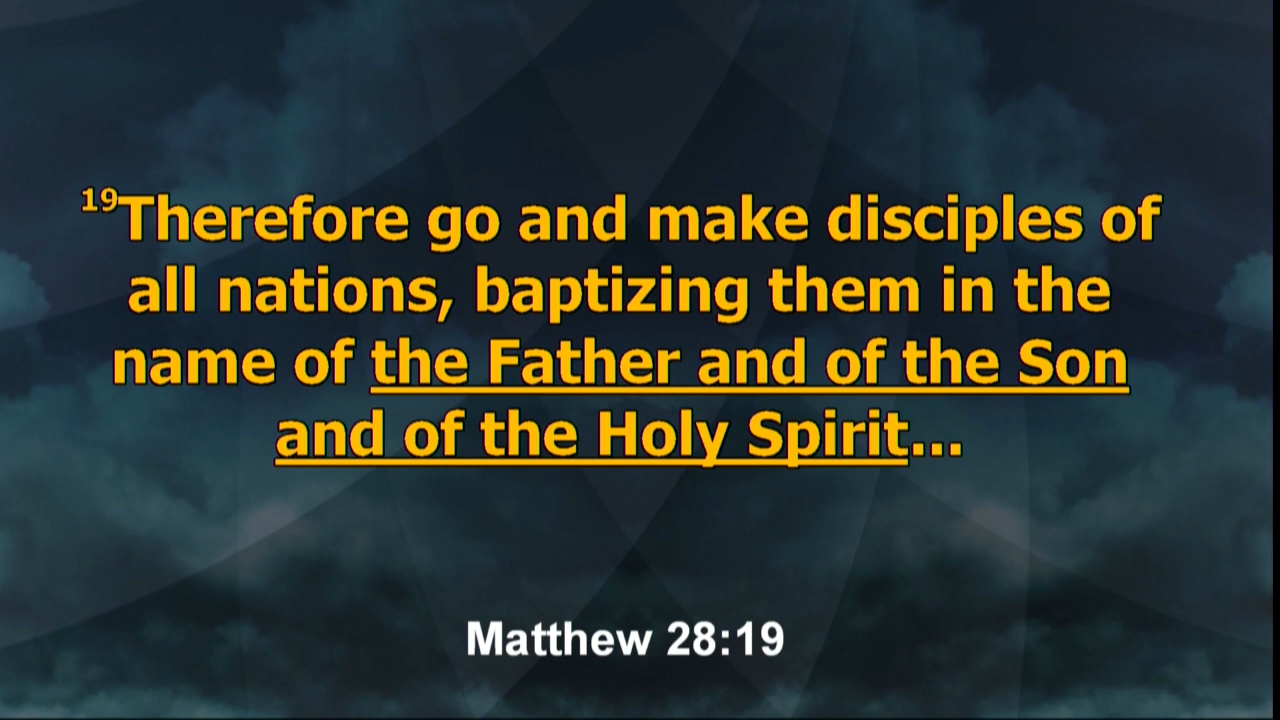 19Therefore go and make disciples of
all nations, baptizing them in the
name of the Father and of the Son
and of the Holy Spirit...
Matthew 28:19